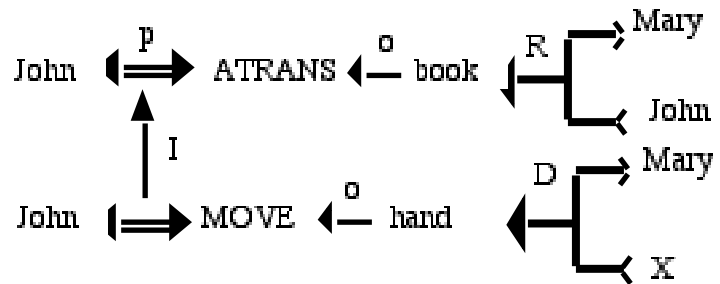 p o R Mary
John ATRANS book
John
I
o D Mary
John MOVE hand
X